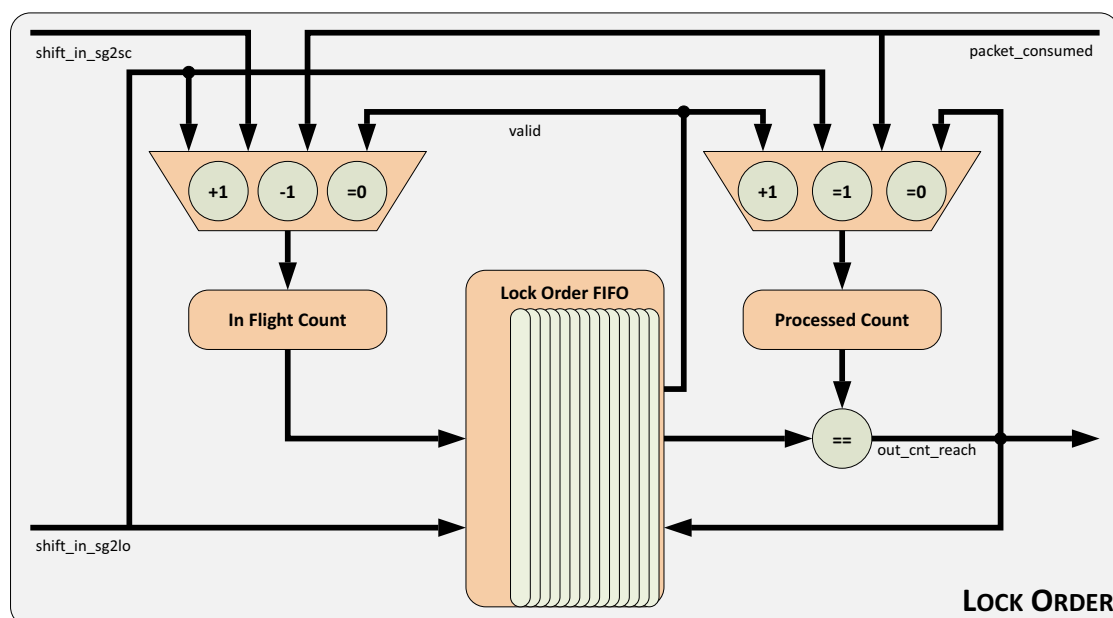 shift_in_sg2sc
packet_consumed
valid
+1
-1
=0
+1
=1
=0
Lock Order FIFO
In Flight Count
Processed Count
==
out_cnt_reach
shift_in_sg2lo
LOCK ORDER